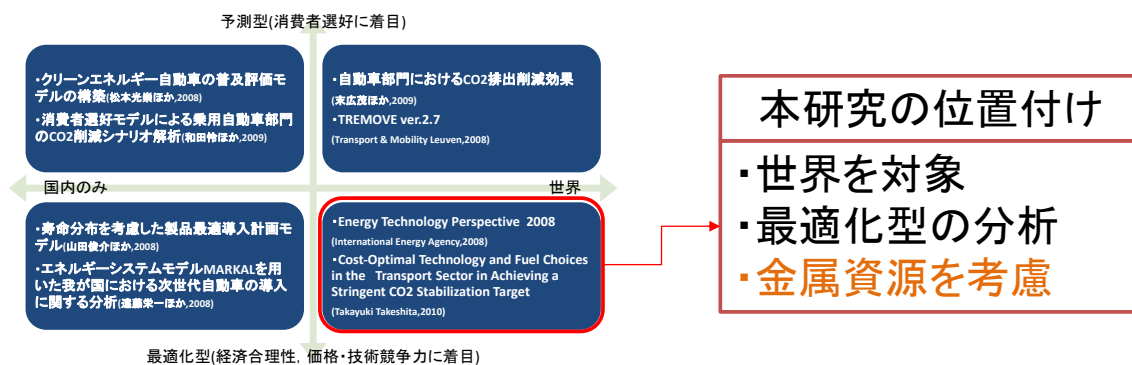 予測型(消費者選好に着目)
・クリーンエネルギー自動車の普及評価モ
デルの構築(松本光崇ほか,2008)
・消費者選好モデルによる乗用自動車部門
のCO2削減シナリオ解析(和田怜ほか,2009)
・自動車部門におけるCO2排出削減効果
(末広茂ほか,2009)
・TREMOVE ver.2.7
(Transport & Mobility Leuven,2008)
国内のみ
世界
・寿命分布を考慮した製品最適導入計画モ
デル(山田俊介ほか,2008)
・エネルギーシステムモデルMARKALを用
いた我が国における次世代自動車の導入
に関する分析(遠藤栄一ほか,2008)
・Energy Technology Perspective 2008
(International Energy Agency,2008)
・Cost-Optimal Technology and Fuel Choices
in the Transport Sector in Achieving a
Stringent CO2 Stabilization Target
(Takayuki Takeshita,2010)
最適化型(経済合理性, 価格・技術競争力に着目)
本研究の位置付け
・世界を対象
・最適化型の分析
・金属資源を考慮